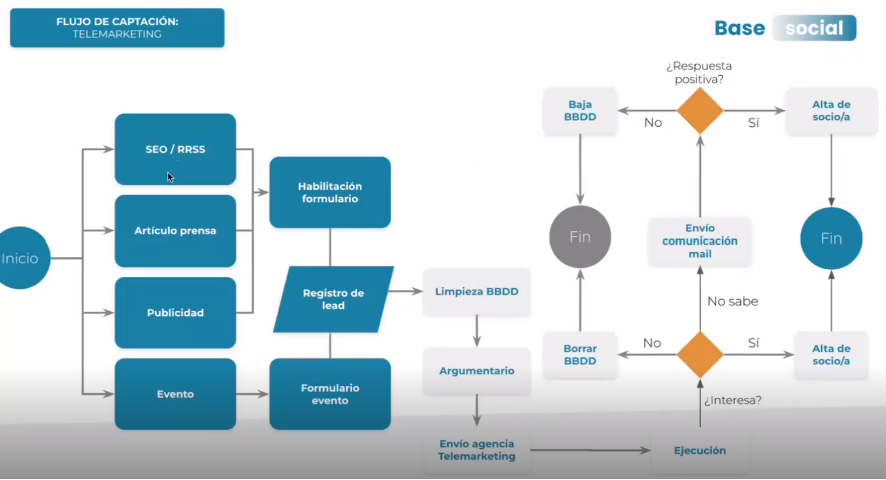 FLUJO DE CAPTACIÓN:
TELEMARKETING
Base social
Inicio
SEO / RRSS
Artículo prensa
Publicidad
Evento
Habilitación
formulario
Registro de
lead
Formulario
evento
Limpieza BBDD
Argumentario
Envío agencia
Telemarketing
Ejecución
¿Interesa?
No
Sí
No sabe
Borrar
BBDD
Alta de
socio/a
Envío
comunicación
mail
¿Respuesta
positiva?
No
Sí
Baja
BBDD
Alta de
socio/a
Fin
Fin